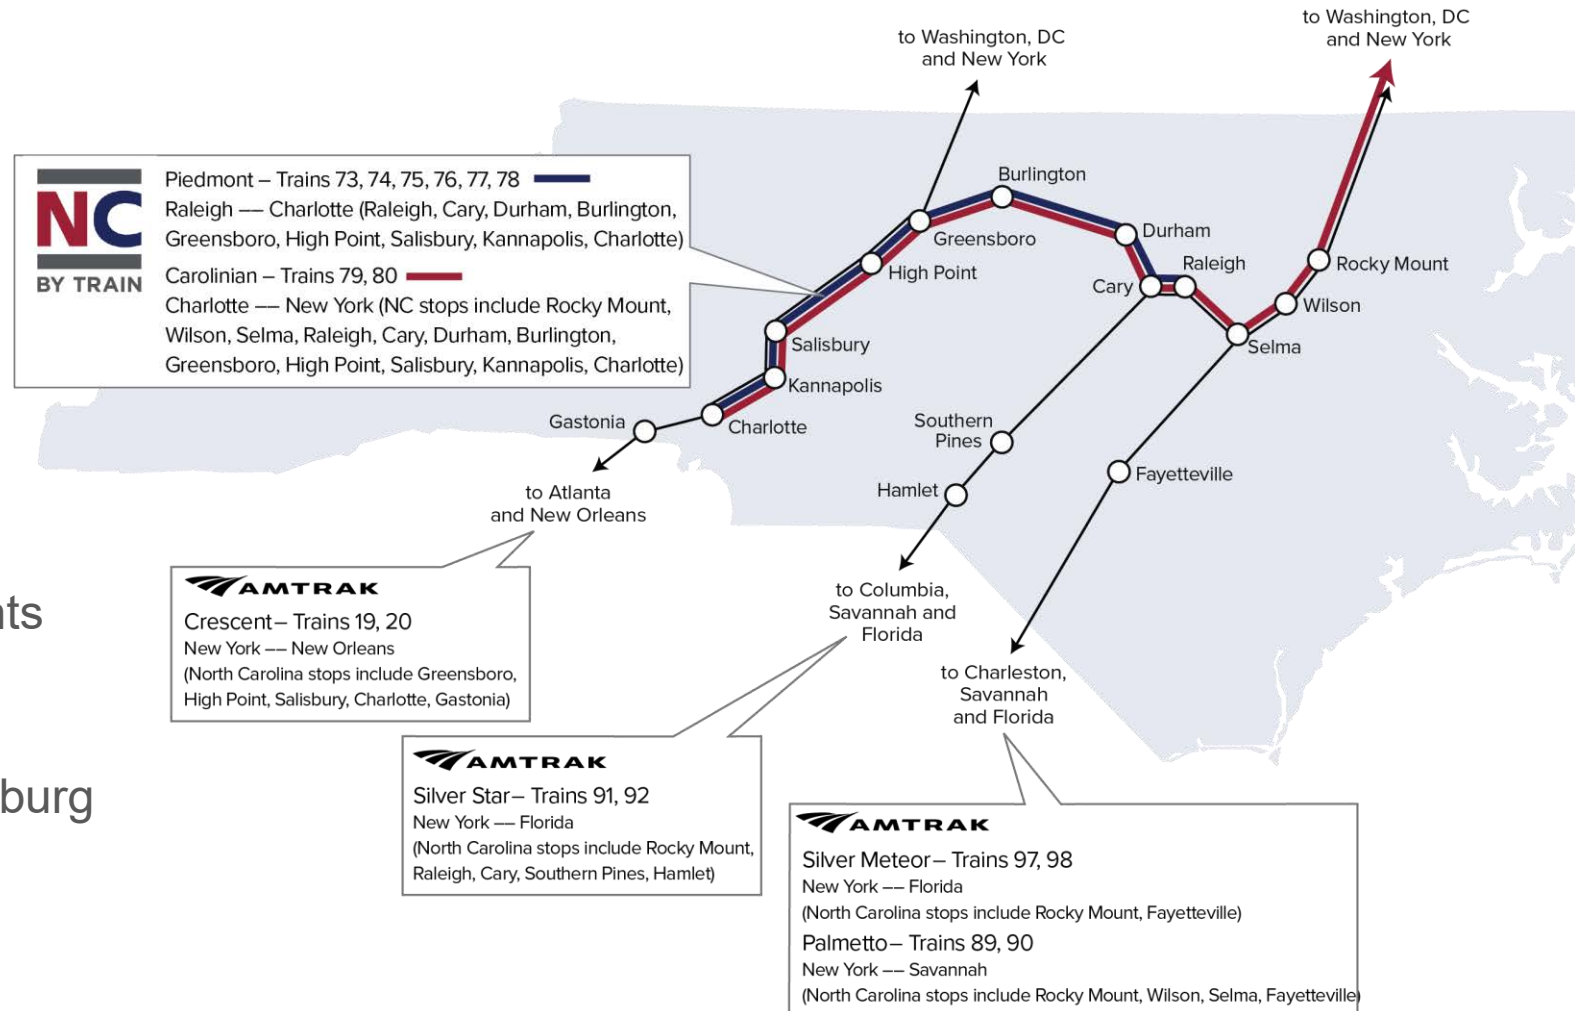 to Washington, DC
and New York
to Washington, DC
and New York
NC
BY TRAIN
Piedmont – Trains 73, 74, 75, 76, 77, 78
Raleigh –– Charlotte (Raleigh, Cary, Durham, Burlington,
Greensboro, High Point, Salisbury, Kannapolis, Charlotte)
Carolinian – Trains 79, 80
Charlotte –– New York (NC stops include Rocky Mount,
Wilson, Selma, Raleigh, Cary, Durham, Burlington,
Greensboro, High Point, Salisbury, Kannapolis, Charlotte)
Burlington
Greensboro
Durham
High Point
Raleigh
Cary
Rocky Mount
Wilson
Selma
Salisbury
Kannapolis
Gastonia
Charlotte
Southern
Pines
Hamlet
Fayetteville
to Atlanta
and New Orleans
to Columbia,
Savannah and
Florida
to Charleston,
Savannah
and Florida
nts
burg
AMTRAK
Crescent– Trains 19, 20
New York –– New Orleans
(North Carolina stops include Greensboro,
High Point, Salisbury, Charlotte, Gastonia)
AMTRAK
Silver Star– Trains 91, 92
New York –– Florida
(North Carolina stops include Rocky Mount,
Raleigh, Cary, Southern Pines, Hamlet)
AMTRAK
Silver Meteor– Trains 97, 98
New York –– Florida
(North Carolina stops include Rocky Mount, Fayetteville)
Palmetto– Trains 89, 90
New York –– Savannah
(North Carolina stops include Rocky Mount, Wilson, Selma, Fayetteville)